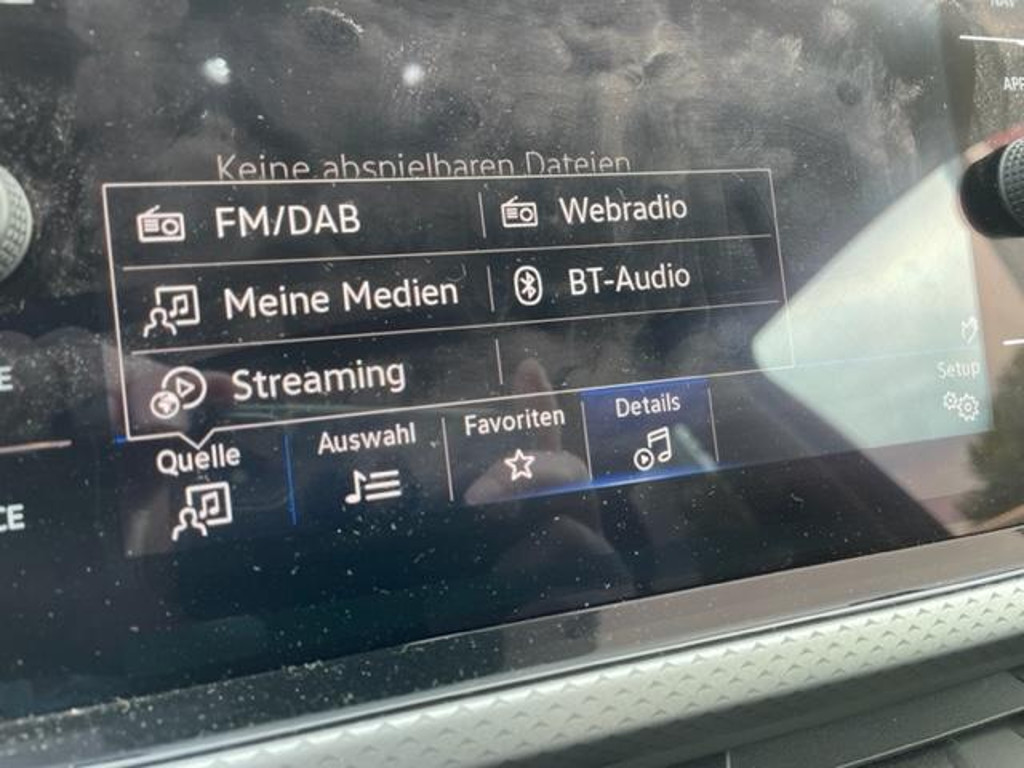 Keine abspielbaren Dateien
FM/DAB
Webradio
Meine Medien
BT-Audio
Streaming
Quelle
Auswahl
Favoriten
Details
Setup